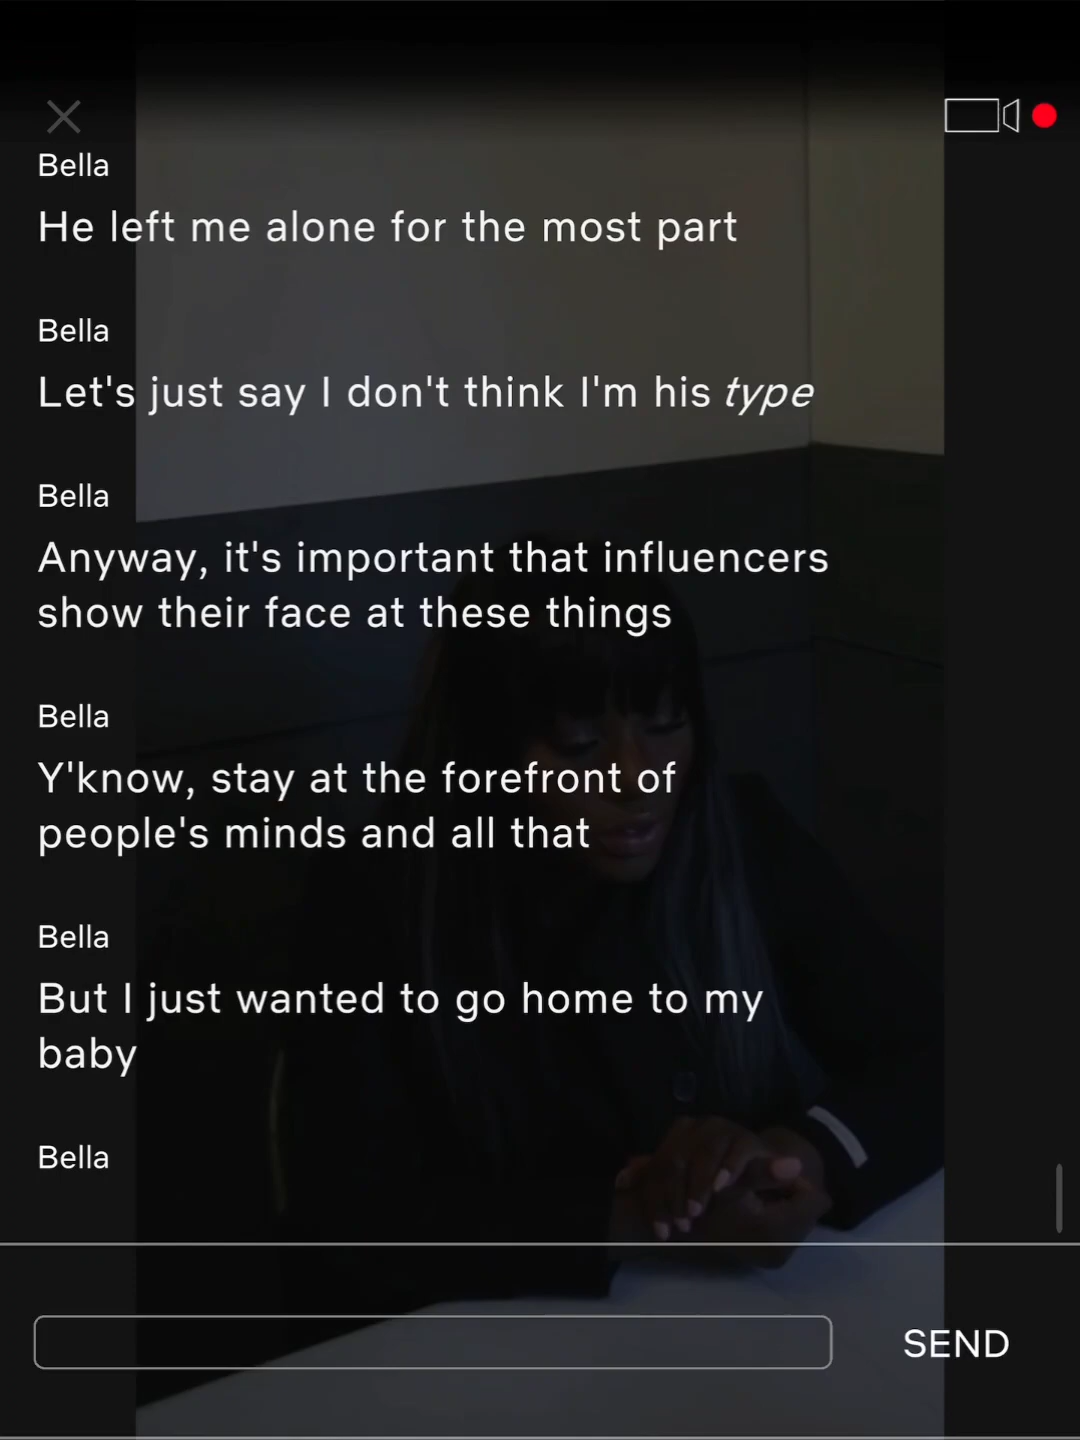 Bella
He left me alone for the most part
Bella
Let's just say I don't think I'm his type
Bella
Anyway, it's important that influencers
show their face at these things
Bella
Y'know, stay at the forefront of
people's minds and all that
Bella
But I just wanted to go home to my
baby
Bella
SEND